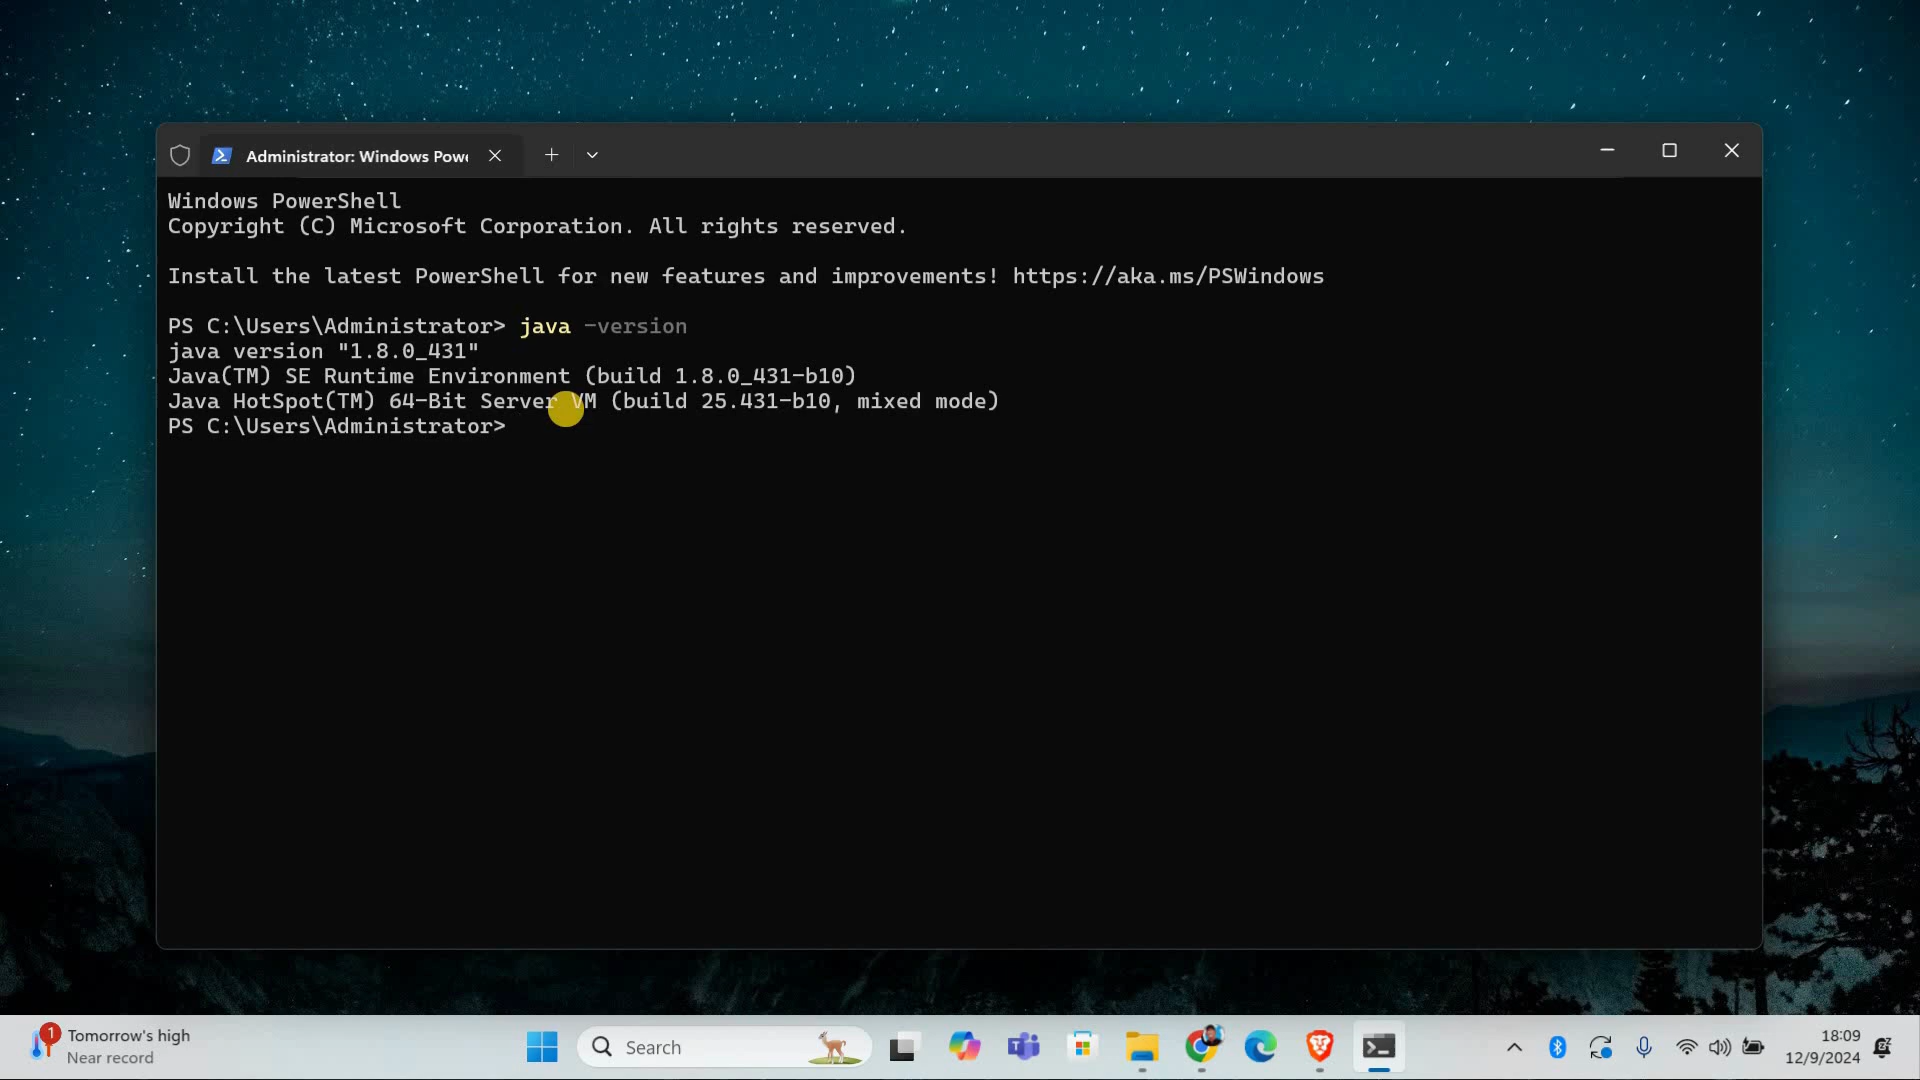 Administrator: Windows Powe
Windows PowerShell
Copyright (C) Microsoft Corporation. All rights reserved.
Install the latest PowerShell for new features and improvements! https://aka.ms/PSWindows
PS C:\Users\Administrator> java -version
java version "1.8.0_431"
Java(TM) SE Runtime Environment (build 1.8.0_431-b10)
Java HotSpot(TM) 64-Bit Server VM (build 25.431-b10, mixed mode)
PS C:\Users\Administrator>
1
Tomorrow's high
Near record
Search
18:09
12/9/2024